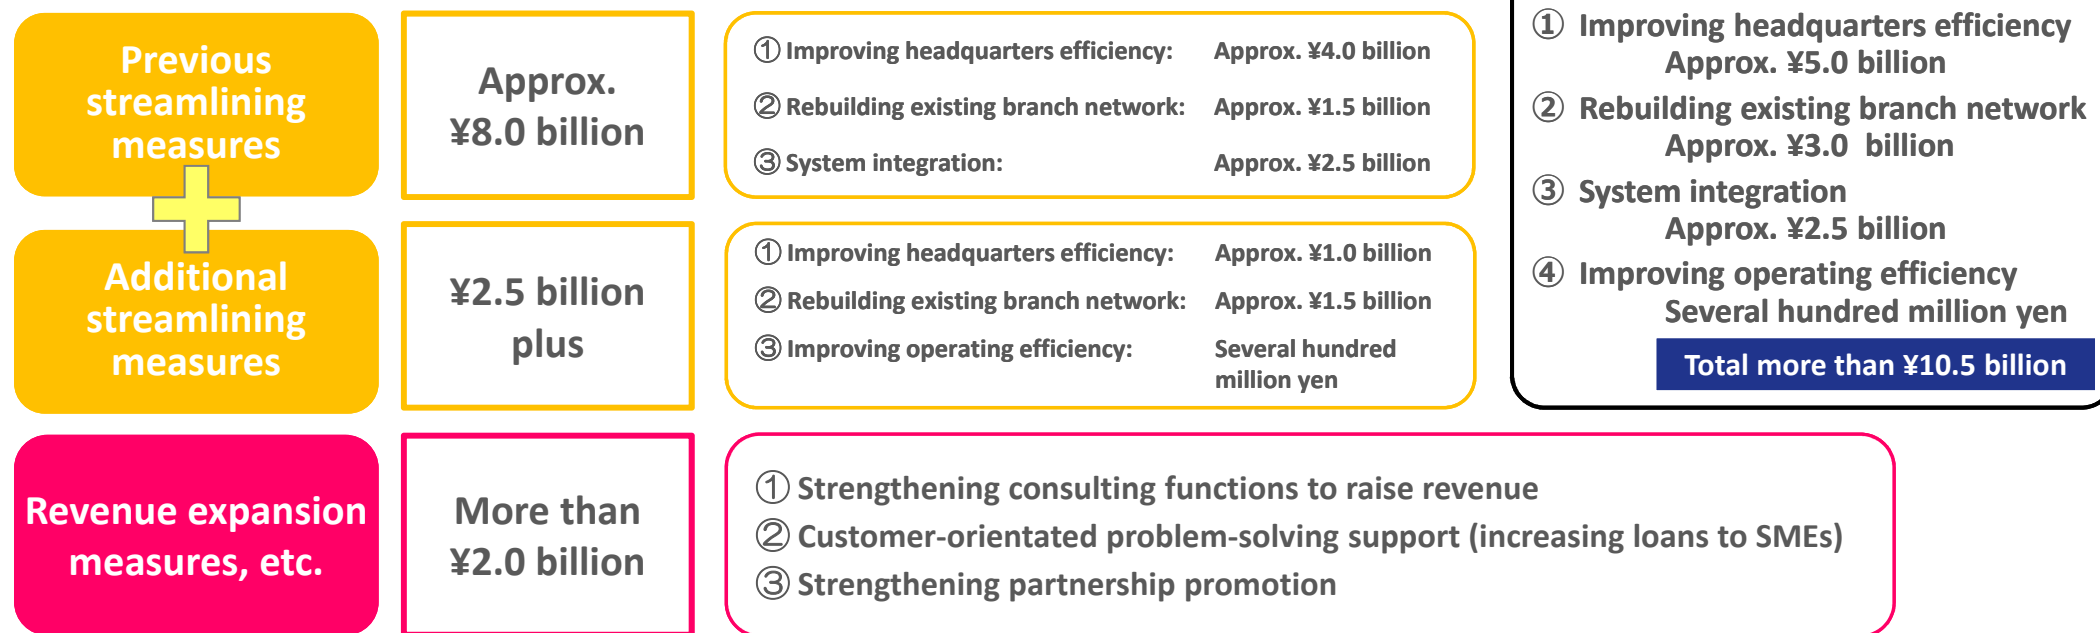 Previous
streamlining
measures
Approx.
¥8.0 billion
① Improving headquarters efficiency: Approx. ¥4.0 billion
② Rebuilding existing branch network: Approx. ¥1.5 billion
③ System integration: Approx. ¥2.5 billion
Additional
streamlining
measures
¥2.5 billion
plus
① Improving headquarters efficiency: Approx. ¥1.0 billion
② Rebuilding existing branch network: Approx. ¥1.5 billion
③ Improving operating efficiency: Several hundred
million yen
① Improving headquarters efficiency
Approx. ¥5.0 billion
② Rebuilding existing branch network
Approx. ¥3.0 billion
③ System integration
Approx. ¥2.5 billion
④ Improving operating efficiency
Several hundred million yen
Total more than ¥10.5 billion
Revenue expansion
measures, etc.
More than
¥2.0 billion
① Strengthening consulting functions to raise revenue
② Customer-orientated problem-solving support (increasing loans to SMEs)
③ Strengthening partnership promotion